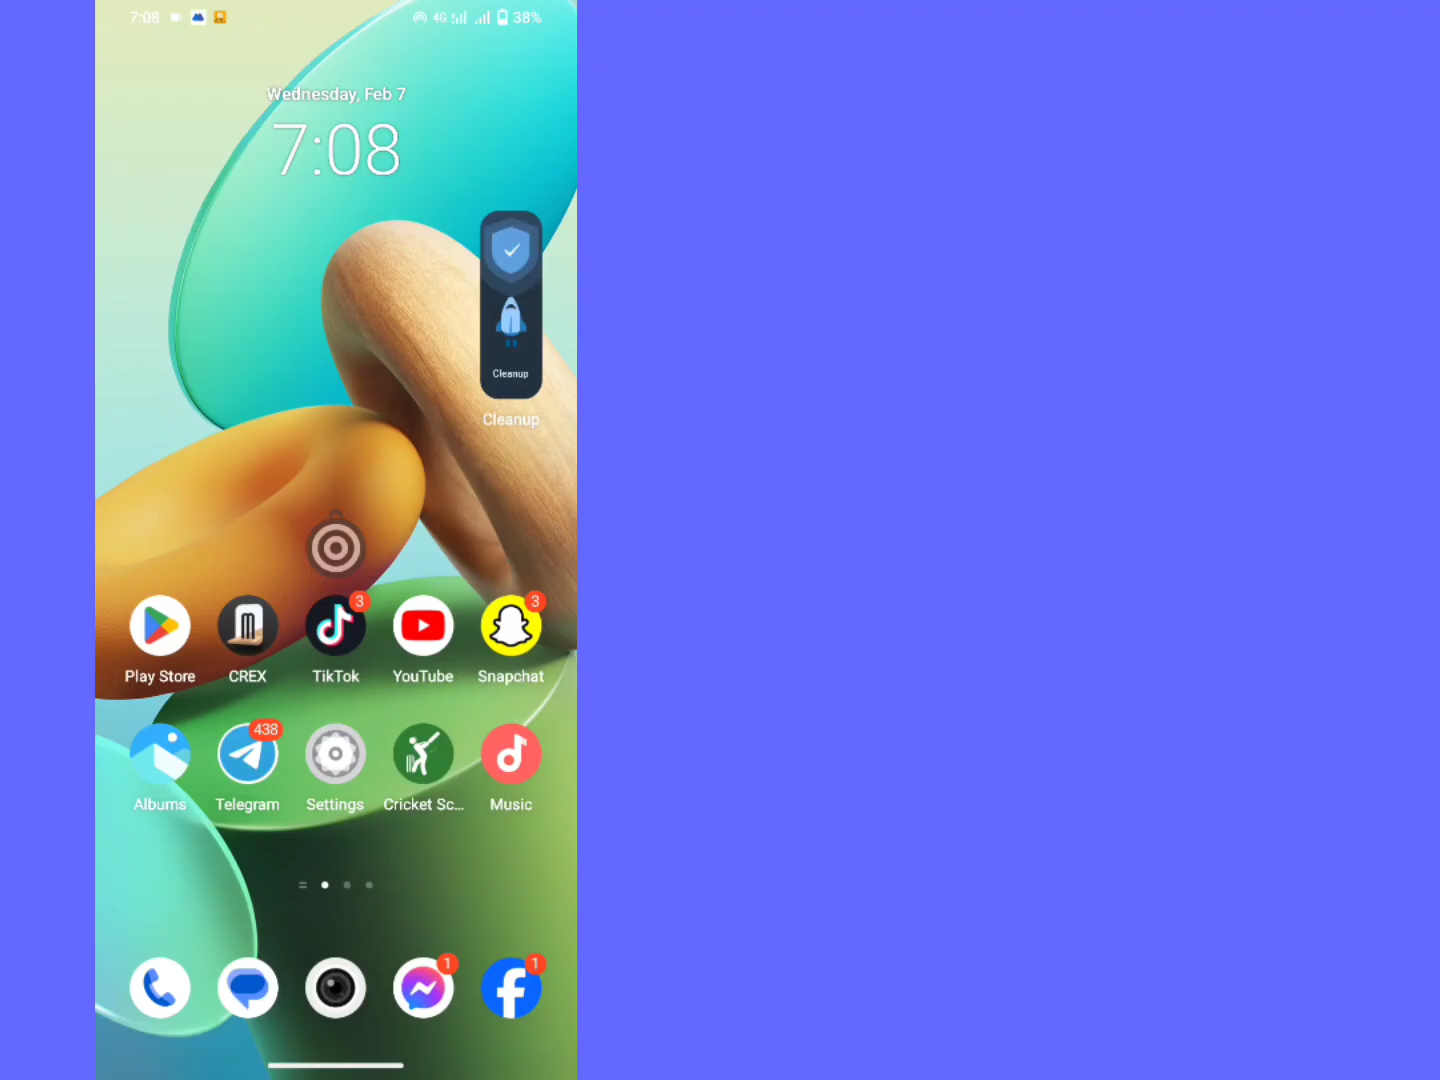 7:08
4G
38%
Wednesday, Feb 7
7:08
Cleanup
Cleanup
3
3
Play Store
CREX
TikTok
YouTube
Snapchat
438
Albums
Telegram
Settings
Cricket Sc...
Music
1
1